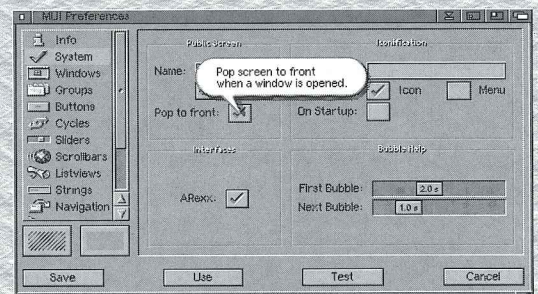 MUI Preferences
Info
System
Windows
Groups
Buttons
Cycles
Sliders
Scrollbars
Listviews
Strings
Navigation
Public Screen
Name:
Pop screen to front
when a window is opened.
Pop to front:
Iconification
Icon
Menu
On Startup:
Interfaces
ARexx:
Bubble Help
First Bubble:
2.0 s
Next Bubble:
1.0 s
Save
Use
Test
Cancel